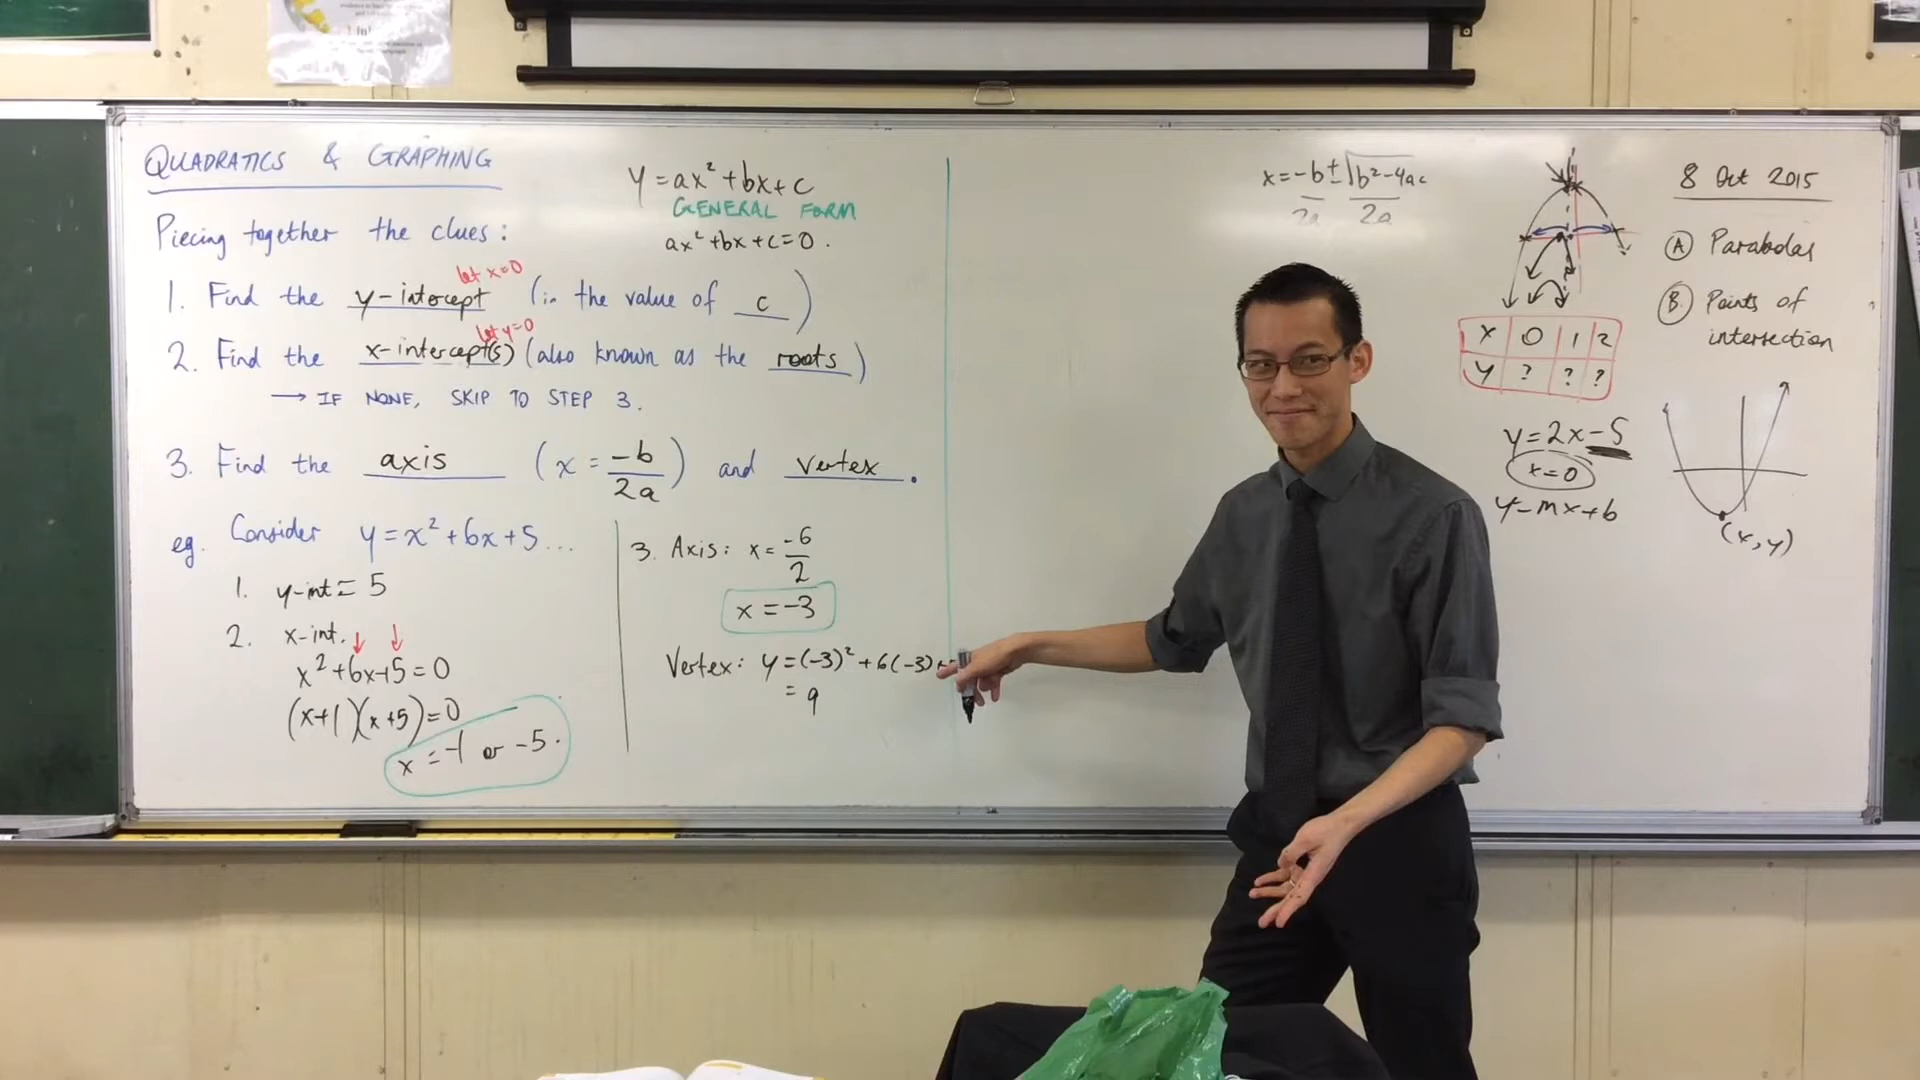 QUADRATICS & GRAPHING
Piecing together the clues:
let x=0
1. Find the y-intercept (in the value of c)
let y=0
2. Find the x-intercept(s) (also known as the roots)
→ IF NONE, SKIP TO STEP 3.
3. Find the axis (x = -b/2a) and vertex.
eg. Consider y=x²+6x+5...
1. y-int = 5
2. x-int.
x²+6x+5=0
(x+1)(x+5)=0
x = -1 or -5.
y=ax²+bx+c
GENERAL FORM
ax²+bx+c=0.
3. Axis: x = -6/2
x = -3
Vertex: y = (-3)² + 6(-3)+
= 9
x = -b/2a ± √b²-4ac/2a
x 0 1 2
y ? ? ?
y=2x-5
x=0
y=mx+b
8 Oct 2015
(A) Parabolas
(B) Points of
intersection
(x,y)